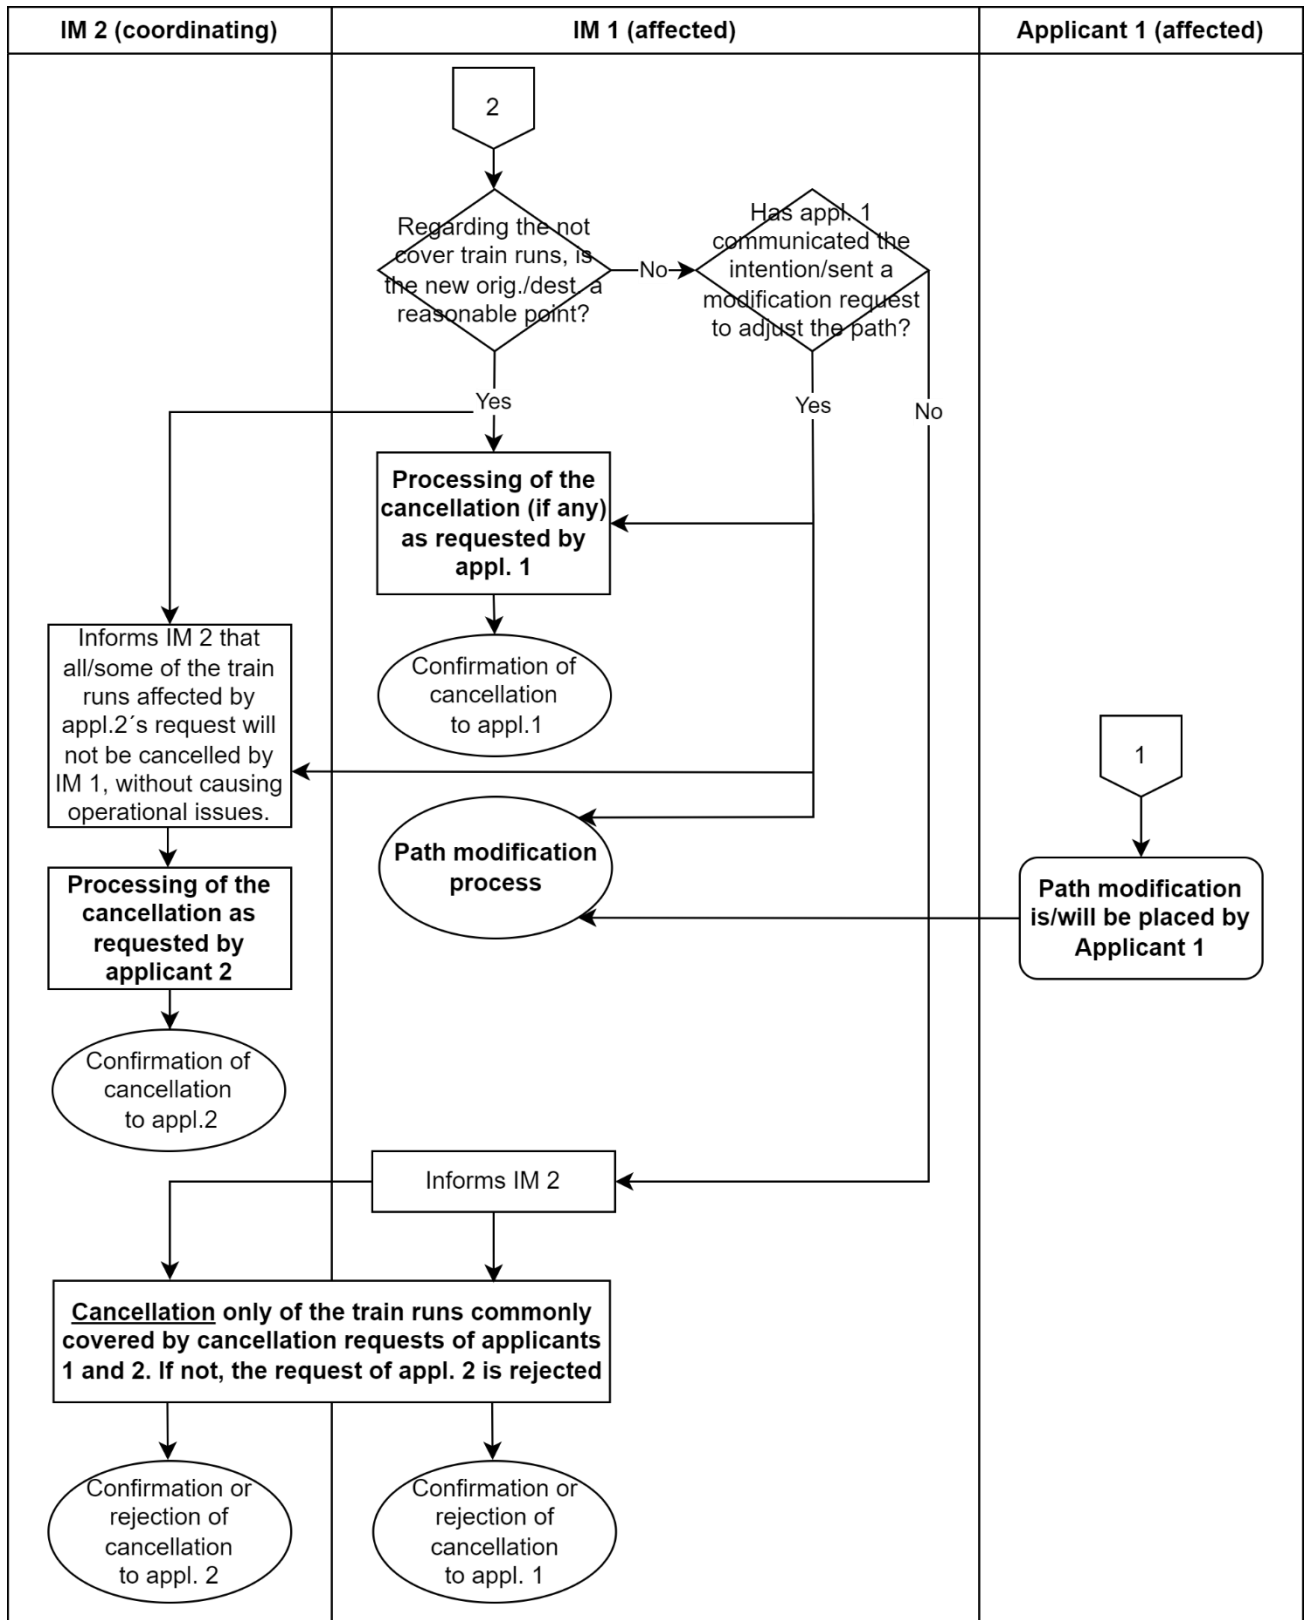 IM 2 (coordinating)
IM 1 (affected)
Applicant 1 (affected)
2
Regarding the not
cover train runs, is
the new orig./dest. a
reasonable point?
No
Has appl. 1
communicated the
intention/sent a
modification request
to adjust the path?
Yes
Yes
No
Processing of the
cancellation (if any)
as requested by
appl. 1
Confirmation of
cancellation
to appl.1
Informs IM 2 that
all/some of the train
runs affected by
appl.2´s request will
not be cancelled by
IM 1, without causing
operational issues.
1
Path modification
process
Path modification
is/will be placed by
Applicant 1
Processing of the
cancellation as
requested by
applicant 2
Confirmation of
cancellation
to appl.2
Informs IM 2
Cancellation only of the train runs commonly
covered by cancellation requests of applicants
1 and 2. If not, the request of appl. 2 is rejected
Confirmation or
rejection of
cancellation
to appl. 2
Confirmation or
rejection of
cancellation
to appl. 1